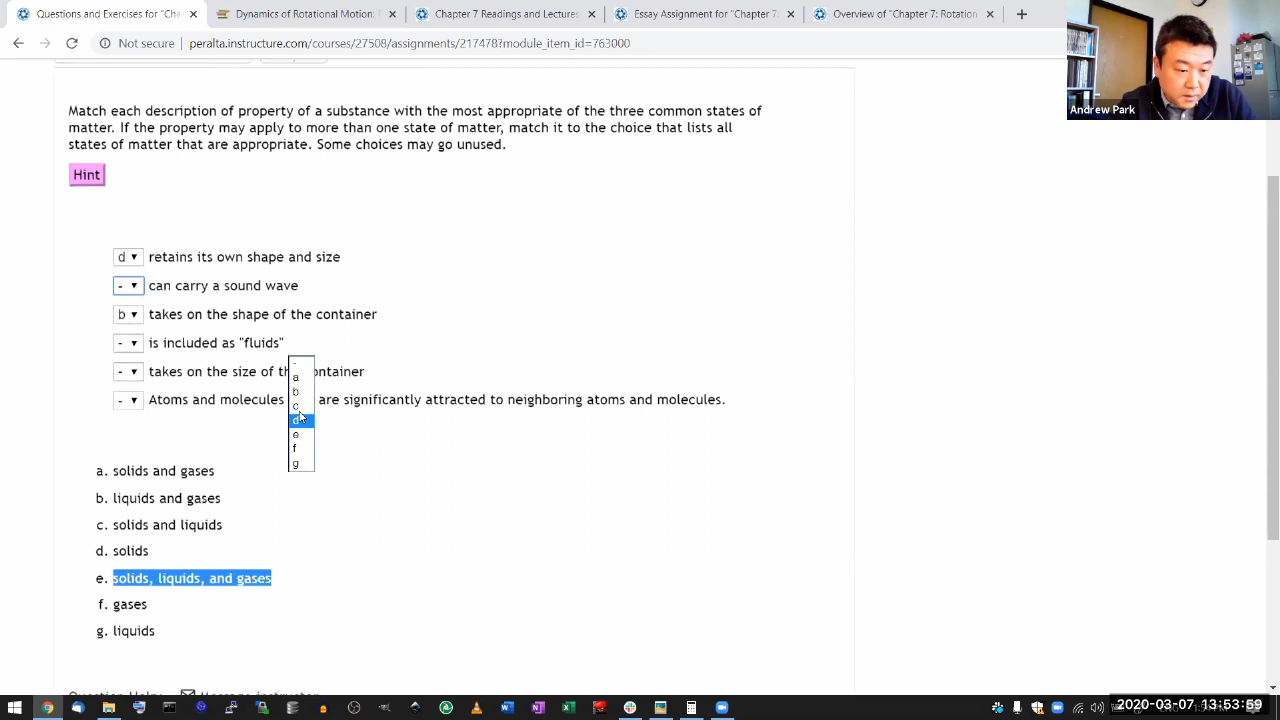 Questions and Exercises for "Ch
Dynamics of Rotational Motion
Chapter 7 Readings and Lectures
Essay Assignment for "Chapter 7:
Overview of "Chapter 7: Rotation
Not secure | peralta.instructure.com/courses/27500/assignments/217478?module_item_id=763000
Andrew Park
Match each description of property of a substance with the most appropriate of the three common states of
matter. If the property may apply to more than one state of matter, match it to the choice that lists all
states of matter that are appropriate. Some choices may go unused.
Hint
d retains its own shape and size
- can carry a sound wave
b takes on the shape of the container
- is included as "fluids"
- takes on the size of th ontainer
- Atoms and molecules are significantly attracted to neighboring atoms and molecules.
-
a
b
c
d
e
f
g
a. solids and gases
b. liquids and gases
c. solids and liquids
d. solids
e. solids, liquids, and gases
f. gases
g. liquids
Question Help: Message instructor
2020-03-07 13:53:59